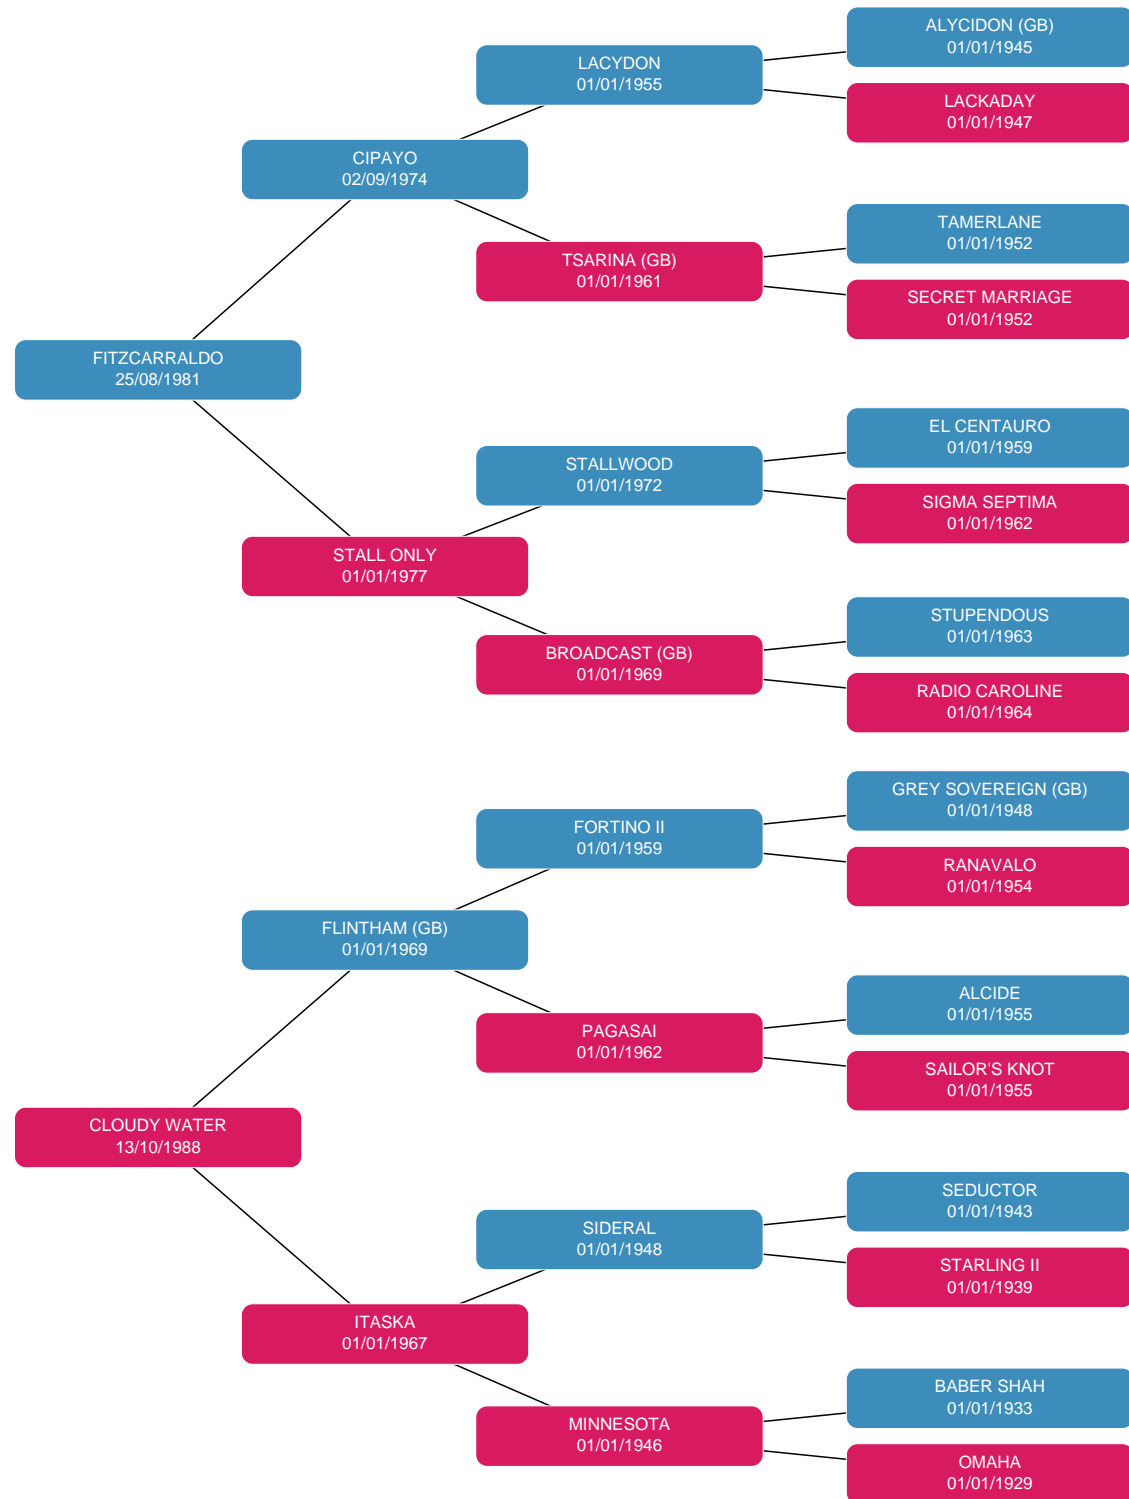 ALYCIDON (GB)
01/01/1945
LACYDON
01/01/1955
LACKADAY
01/01/1947
CIPAYO
02/09/1974
TAMERLANE
01/01/1952
TSARINA (GB)
01/01/1961
SECRET MARRIAGE
01/01/1952
FITZCARRALDO
25/08/1981
EL CENTAURO
01/01/1959
STALLWOOD
01/01/1972
SIGMA SEPTIMA
01/01/1962
STALL ONLY
01/01/1977
STUPENDOUS
01/01/1963
BROADCAST (GB)
01/01/1969
RADIO CAROLINE
01/01/1964
GREY SOVEREIGN (GB)
01/01/1948
FORTINO II
01/01/1959
RANAVALO
01/01/1954
FLINTHAM (GB)
01/01/1969
ALCIDE
01/01/1955
PAGASAI
01/01/1962
SAILOR'S KNOT
01/01/1955
CLOUDY WATER
13/10/1988
SEDUCTOR
01/01/1943
SIDERAL
01/01/1948
STARLING II
01/01/1939
ITASKA
01/01/1967
BABER SHAH
01/01/1933
MINNESOTA
01/01/1946
OMAHA
01/01/1929